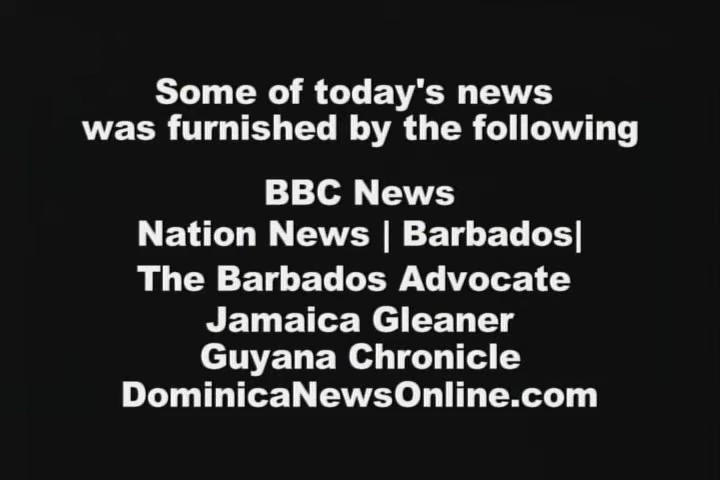 Some of today's news
was furnished by the following
BBC News
Nation News | Barbados|
The Barbados Advocate
Jamaica Gleaner
Guyana Chronicle
DominicaNewsOnline.com